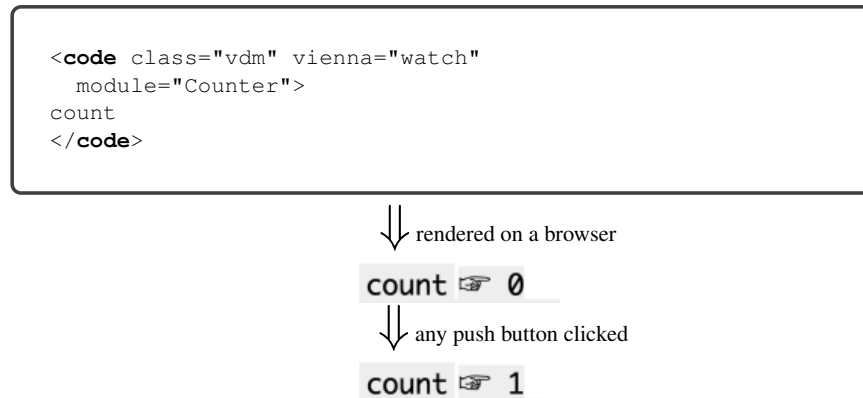 <code class="vdm" vienna="watch"
module="Counter">
count
</code>
rendered on a browser
count ☞ 0
any push button clicked
count ☞ 1